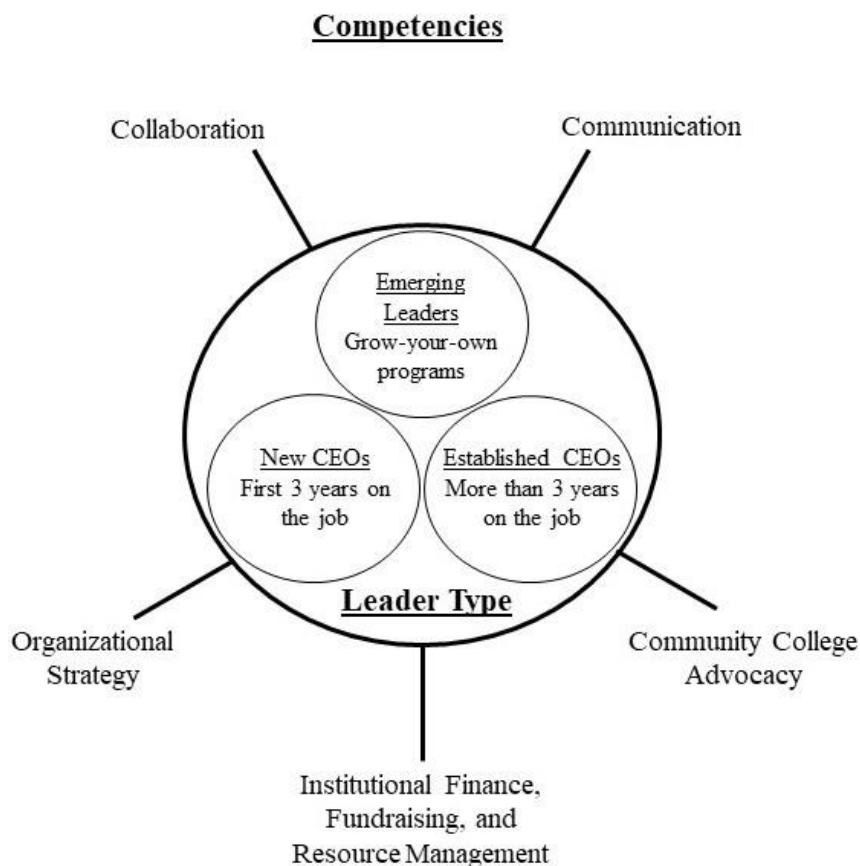 Competencies
Collaboration
Communication
Emerging
Leaders
Grow-your-own
programs
New CEOs
First 3 years on
the job
Established CEOs
More than 3 years
on the job
Leader Type
Organizational
Strategy
Community College
Advocacy
Institutional Finance,
Fundraising, and
Resource Management